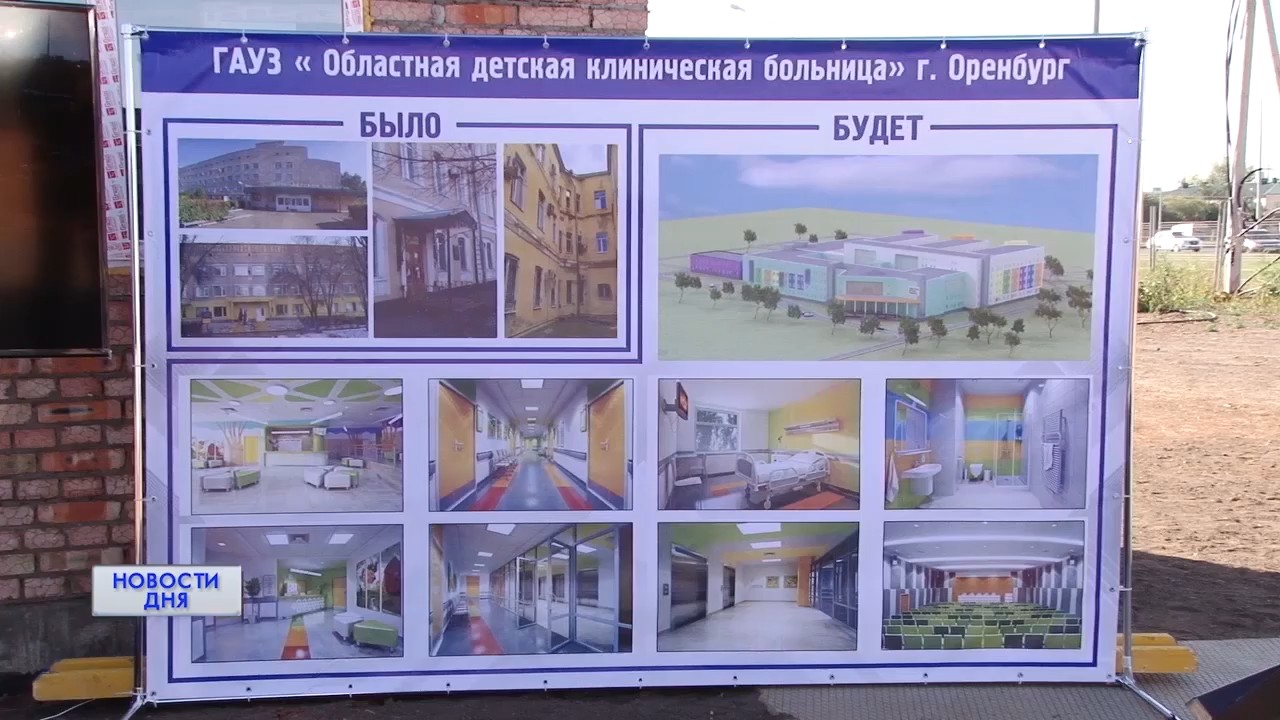 ГАУЗ « Областная детская клиническая больница» г. Оренбург
БЫЛО
БУДЕТ
НОВОСТИ
ДНЯ